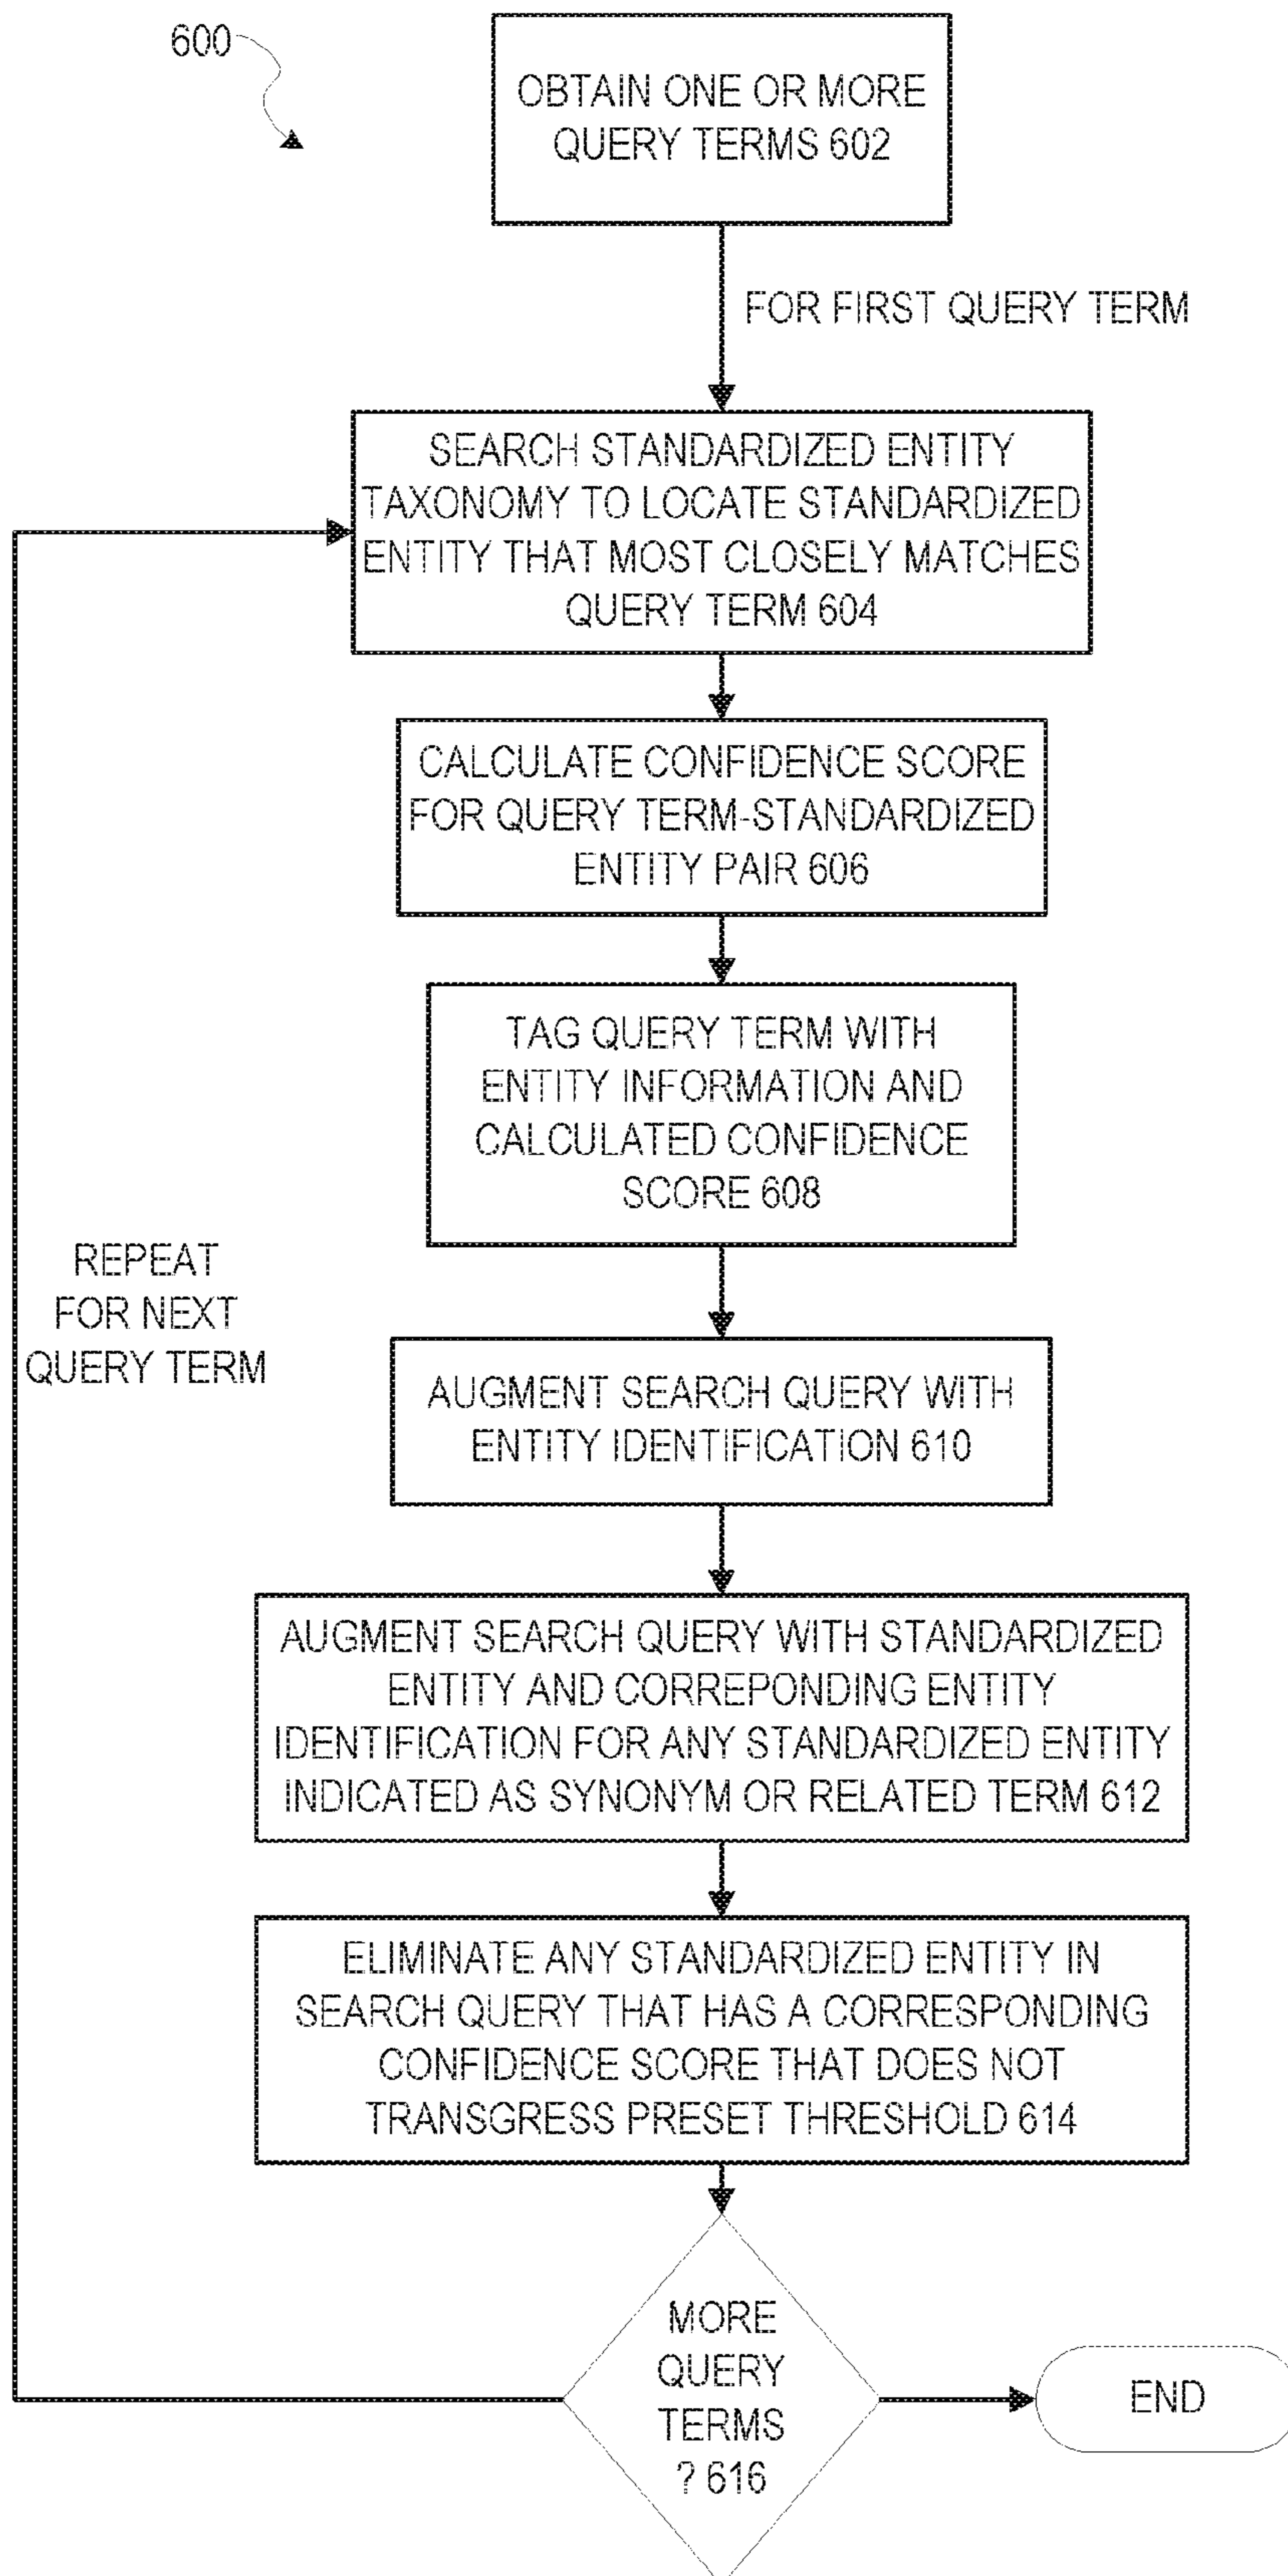 600
OBTAIN ONE OR MORE
QUERY TERMS 602
FOR FIRST QUERY TERM
SEARCH STANDARDIZED ENTITY
TAXONOMY TO LOCATE STANDARDIZED
ENTITY THAT MOST CLOSELY MATCHES
QUERY TERM 604
CALCULATE CONFIDENCE SCORE
FOR QUERY TERM-STANDARDIZED
ENTITY PAIR 606
TAG QUERY TERM WITH
ENTITY INFORMATION AND
CALCULATED CONFIDENCE
SCORE 608
REPEAT
FOR NEXT
QUERY TERM
AUGMENT SEARCH QUERY WITH
ENTITY IDENTIFICATION 610
AUGMENT SEARCH QUERY WITH STANDARDIZED
ENTITY AND CORREPONDING ENTITY
IDENTIFICATION FOR ANY STANDARDIZED ENTITY
INDICATED AS SYNONYM OR RELATED TERM 612
ELIMINATE ANY STANDARDIZED ENTITY IN
SEARCH QUERY THAT HAS A CORRESPONDING
CONFIDENCE SCORE THAT DOES NOT
TRANSGRESS PRESET THRESHOLD 614
MORE
QUERY
TERMS
? 616
END